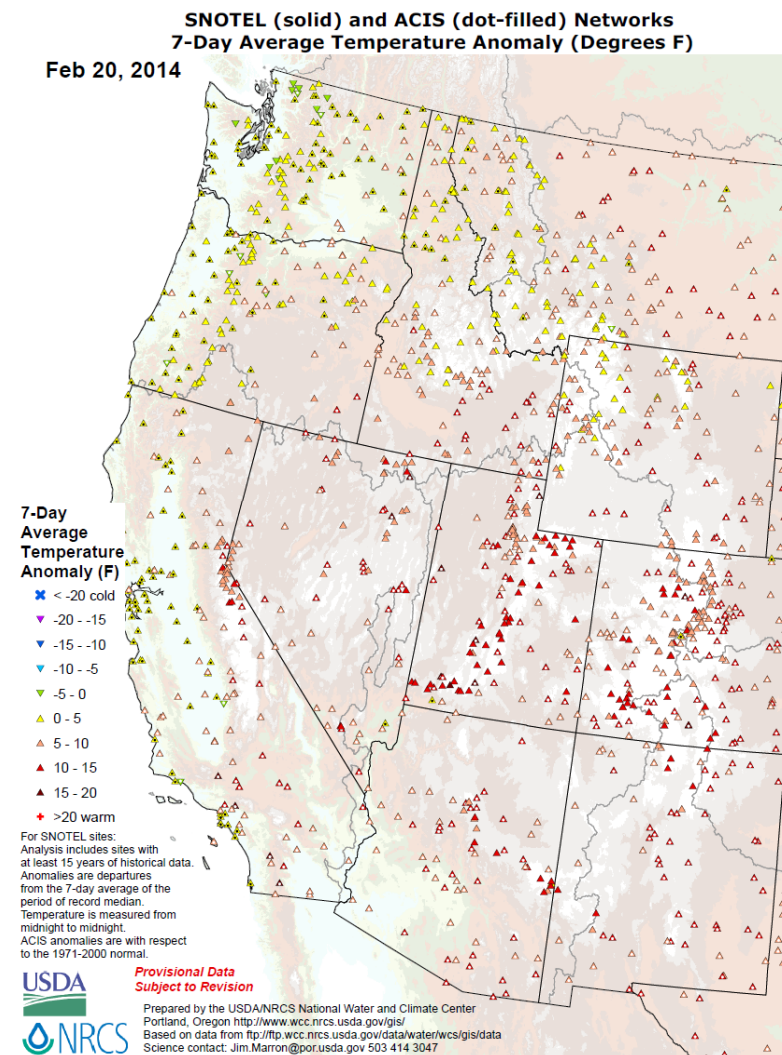 SNOTEL (solid) and ACIS (dot-filled) Networks
7-Day Average Temperature Anomaly (Degrees F)
Feb 20, 2014
7-Day
Average
Temperature
Anomaly (F)
< -20 cold
-20 - -15
-15 - -10
-10 - -5
-5 - 0
0 - 5
5 - 10
10 - 15
15 - 20
>20 warm
For SNOTEL sites:
Analysis includes sites with
at least 15 years of historical data.
Anomalies are departures
from the 7-day average of the
period of record median.
Temperature is measured from
midnight to midnight.
ACIS anomalies are with respect
to the 1971-2000 normal.
USDA
NRCS
Provisional Data
Subject to Revision
Prepared by the USDA/NRCS National Water and Climate Center
Portland, Oregon http://www.wcc.nrcs.usda.gov/gis/
Based on data from ftp://ftp.wcc.nrcs.usda.gov/data/water/wcs/gis/data
Science contact: Jim.Marron@por.usda.gov 503 414 3047